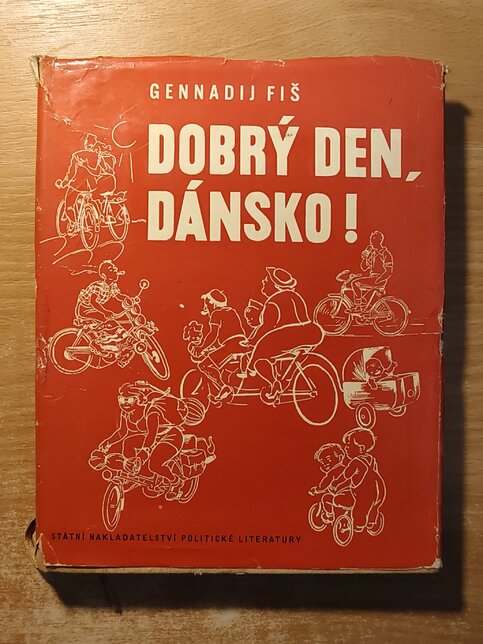 GENNADIJ FIŠ
DOBRÝ DEN,
DÁNSKO!
STÁTNÍ NAKLADATELSTVÍ POLITICKÉ LITERATURY